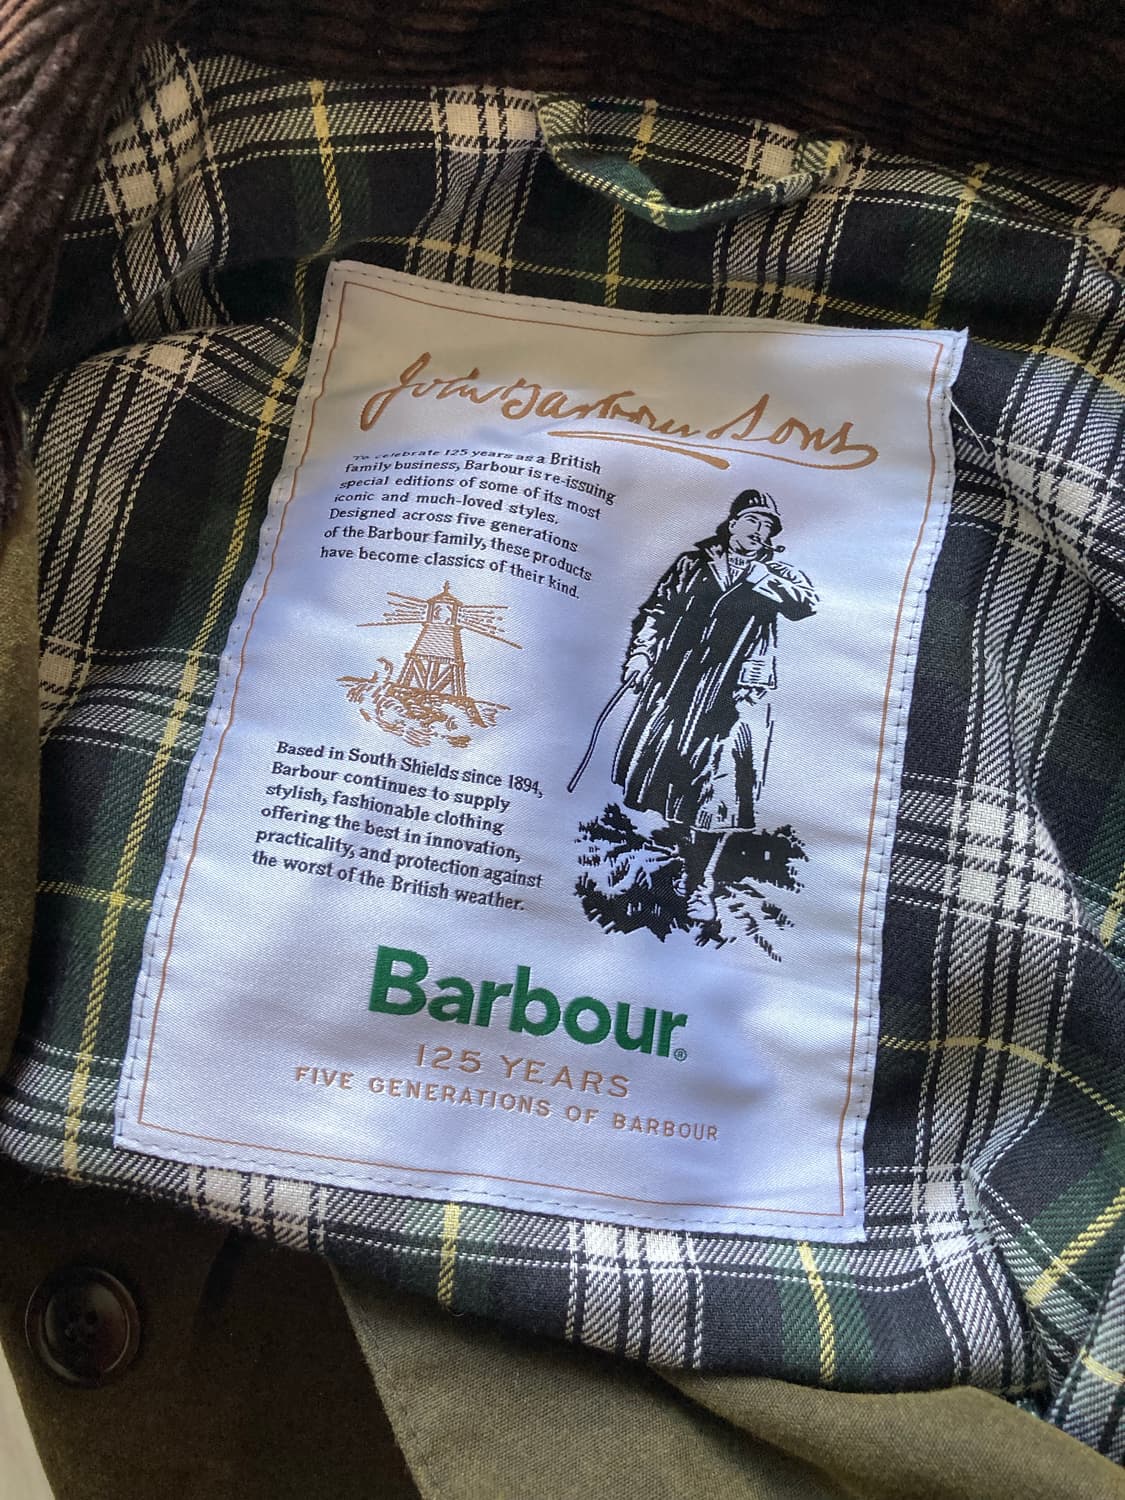 John Barbour Sons
To celebrate 125 years as a British
family business, Barbour is re-issuing
special editions of some of its most
iconic and much-loved styles.
Designed across five generations
of the Barbour family, these products
have become classics of their kind.
Based in South Shields since 1894,
Barbour continues to supply
stylish, fashionable clothing
offering the best in innovation,
practicality, and protection against
the worst of the British weather.
Barbour®
125 YEARS
FIVE GENERATIONS OF BARBOUR